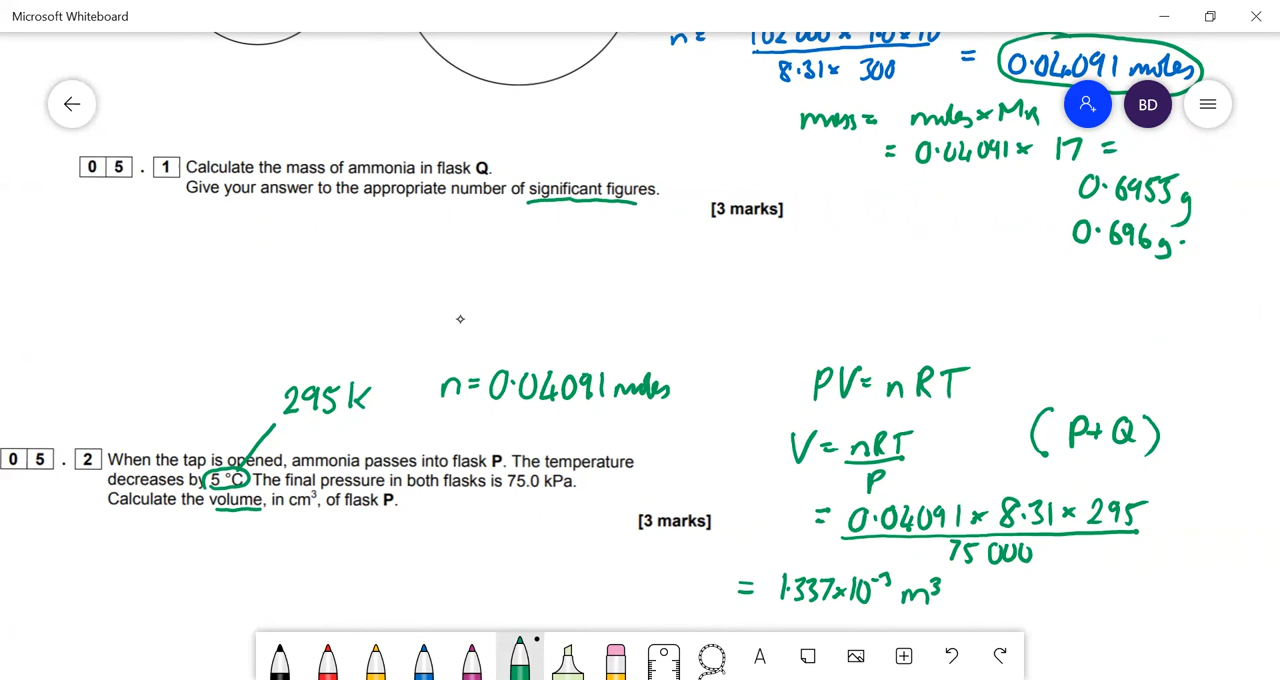 Microsoft Whiteboard
n =
8.31 × 300
= 0.04091 moles
BD
mass = moles × Mr
= 0.04091 × 17 =
0.6955g
0.696g.
0 5 . 1 Calculate the mass of ammonia in flask Q.
Give your answer to the appropriate number of significant figures.
[3 marks]
295 K
n = 0.04091 moles
PV = nRT
V = nRT
P
(P+Q)
= 0.04091 × 8.31 × 295
75 000
= 1.337×10⁻³ m³
0 5 . 2 When the tap is opened, ammonia passes into flask P. The temperature
decreases by 5 °C. The final pressure in both flasks is 75.0 kPa.
Calculate the volume, in cm³, of flask P.
[3 marks]
A